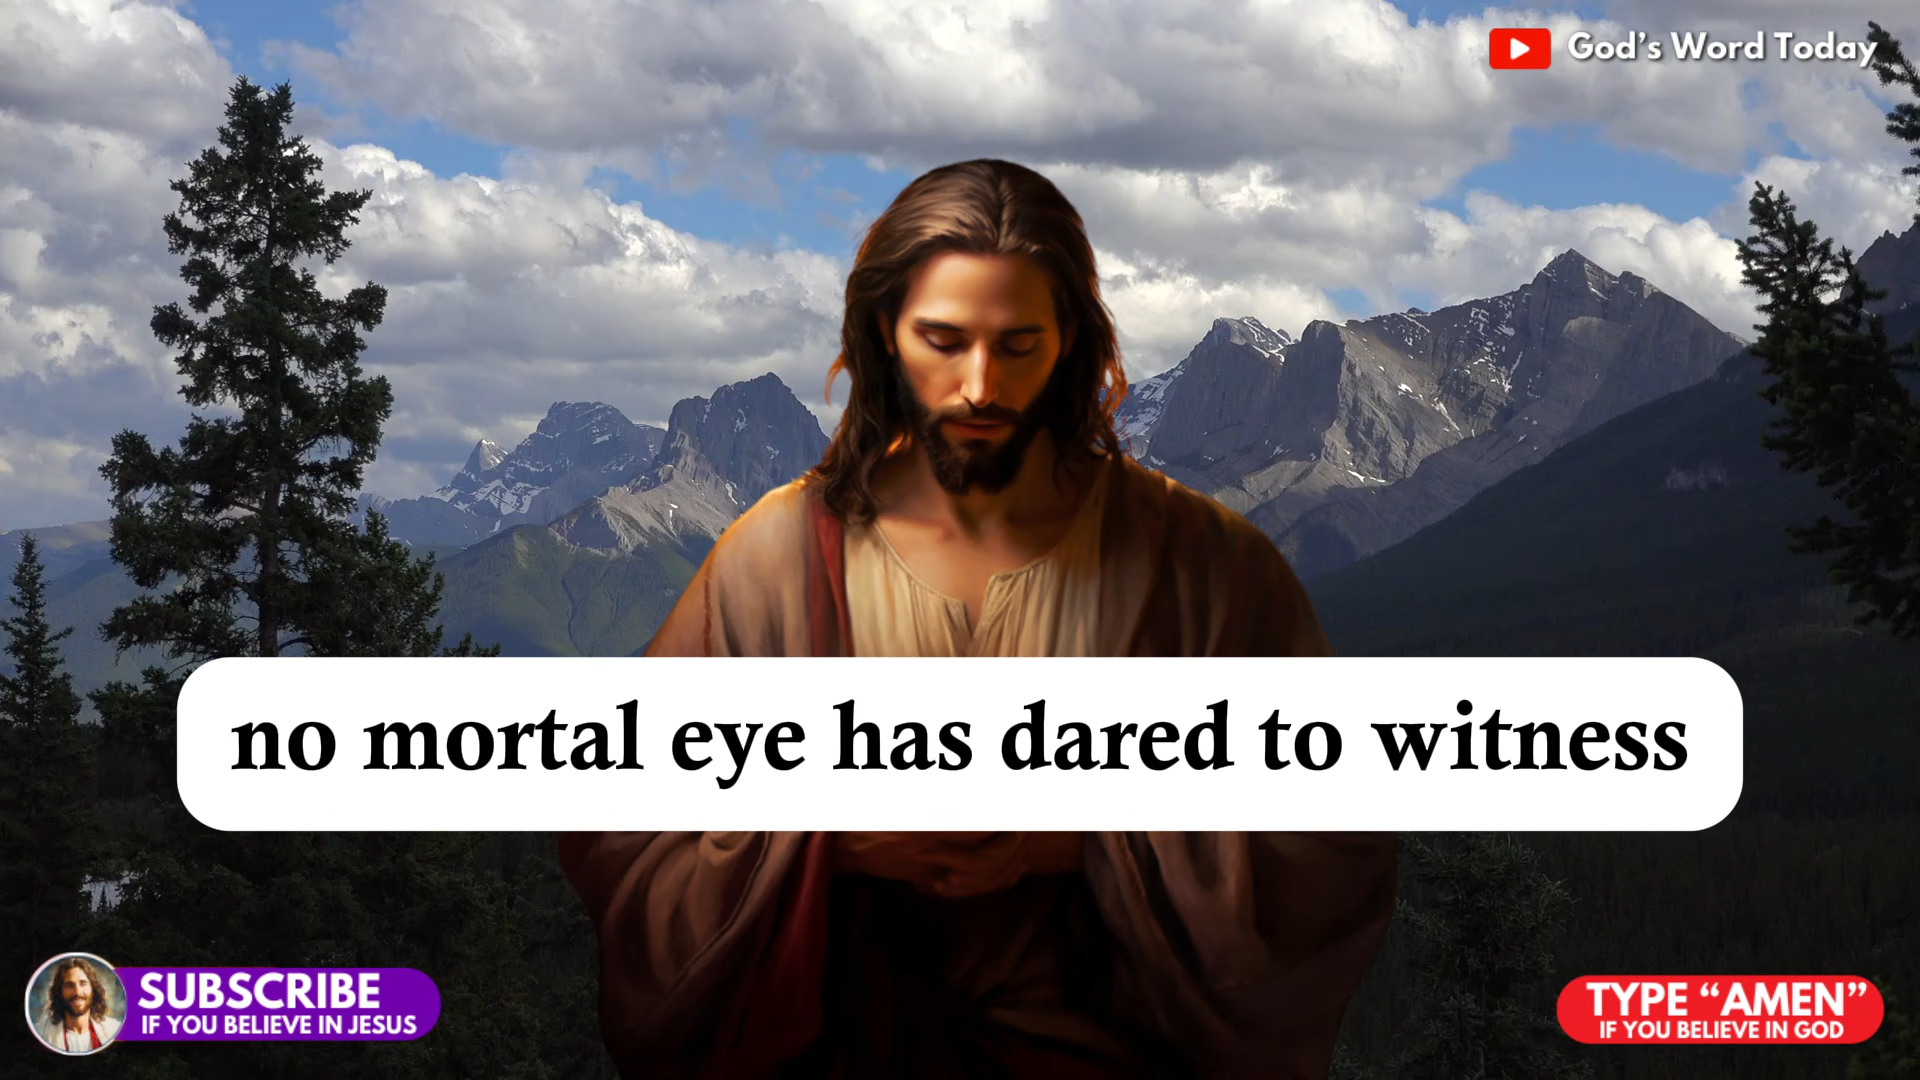 God's Word Today
no mortal eye has dared to witness
SUBSCRIBE
IF YOU BELIEVE IN JESUS
TYPE “AMEN”
IF YOU BELIEVE IN GOD